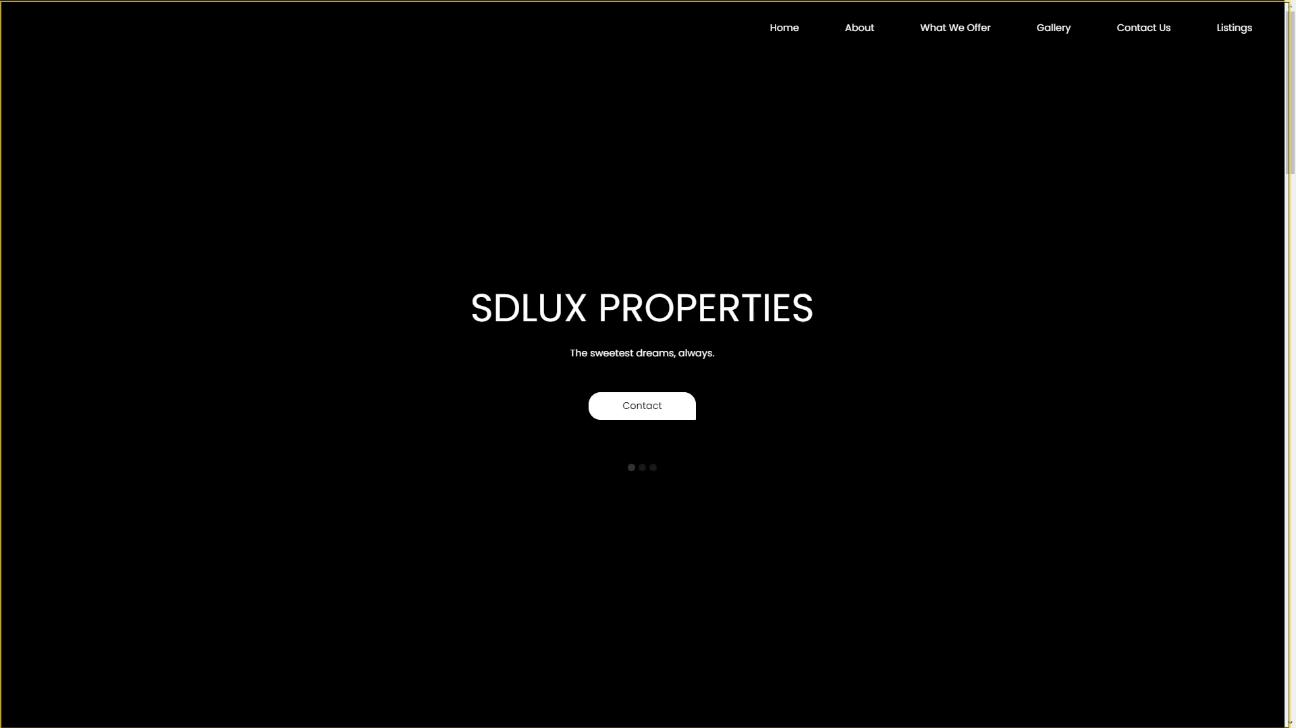 Home About What We Offer Gallery Contact Us Listings
SDLUX PROPERTIES
The sweetest dreams, always.
Contact